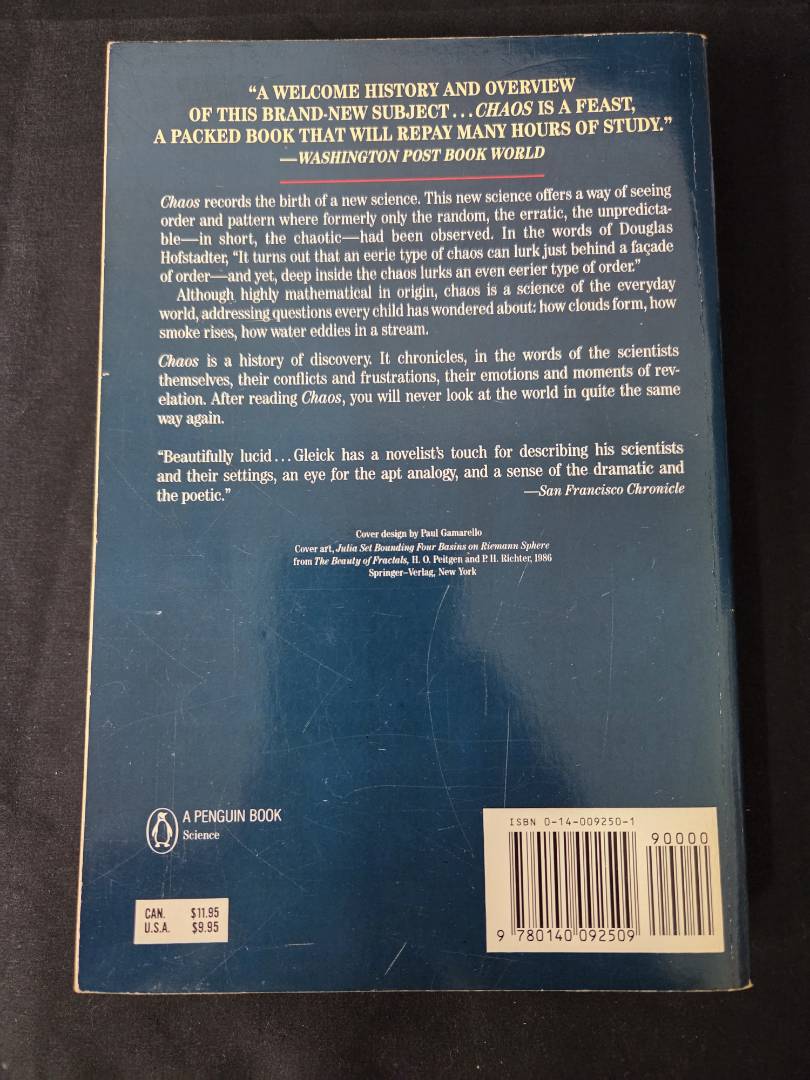 “A WELCOME HISTORY AND OVERVIEW
OF THIS BRAND-NEW SUBJECT...CHAOS IS A FEAST,
A PACKED BOOK THAT WILL REPAY MANY HOURS OF STUDY.”
—WASHINGTON POST BOOK WORLD
Chaos records the birth of a new science. This new science offers a way of seeing
order and pattern where formerly only the random, the erratic, the unpredicta-
ble—in short, the chaotic—had been observed. In the words of Douglas
Hofstadter, “It turns out that an eerie type of chaos can lurk just behind a façade
of order—and yet, deep inside the chaos lurks an even eerier type of order.”
Although highly mathematical in origin, chaos is a science of the everyday
world, addressing questions every child has wondered about: how clouds form, how
smoke rises, how water eddies in a stream.
Chaos is a history of discovery. It chronicles, in the words of the scientists
themselves, their conflicts and frustrations, their emotions and moments of rev-
elation. After reading Chaos, you will never look at the world in quite the same
way again.
“Beautifully lucid...Gleick has a novelist's touch for describing his scientists
and their settings, an eye for the apt analogy, and a sense of the dramatic and
the poetic.” —San Francisco Chronicle
Cover design by Paul Gamarello
Cover art, Julia Set Bounding Four Basins on Riemann Sphere
from The Beauty of Fractals, H. O. Peitgen and P. H. Richter, 1986
Springer–Verlag, New York
A PENGUIN BOOK
Science
CAN. $11.95
U.S.A. $9.95
ISBN 0-14-009250-1
90000
9 780140 092509